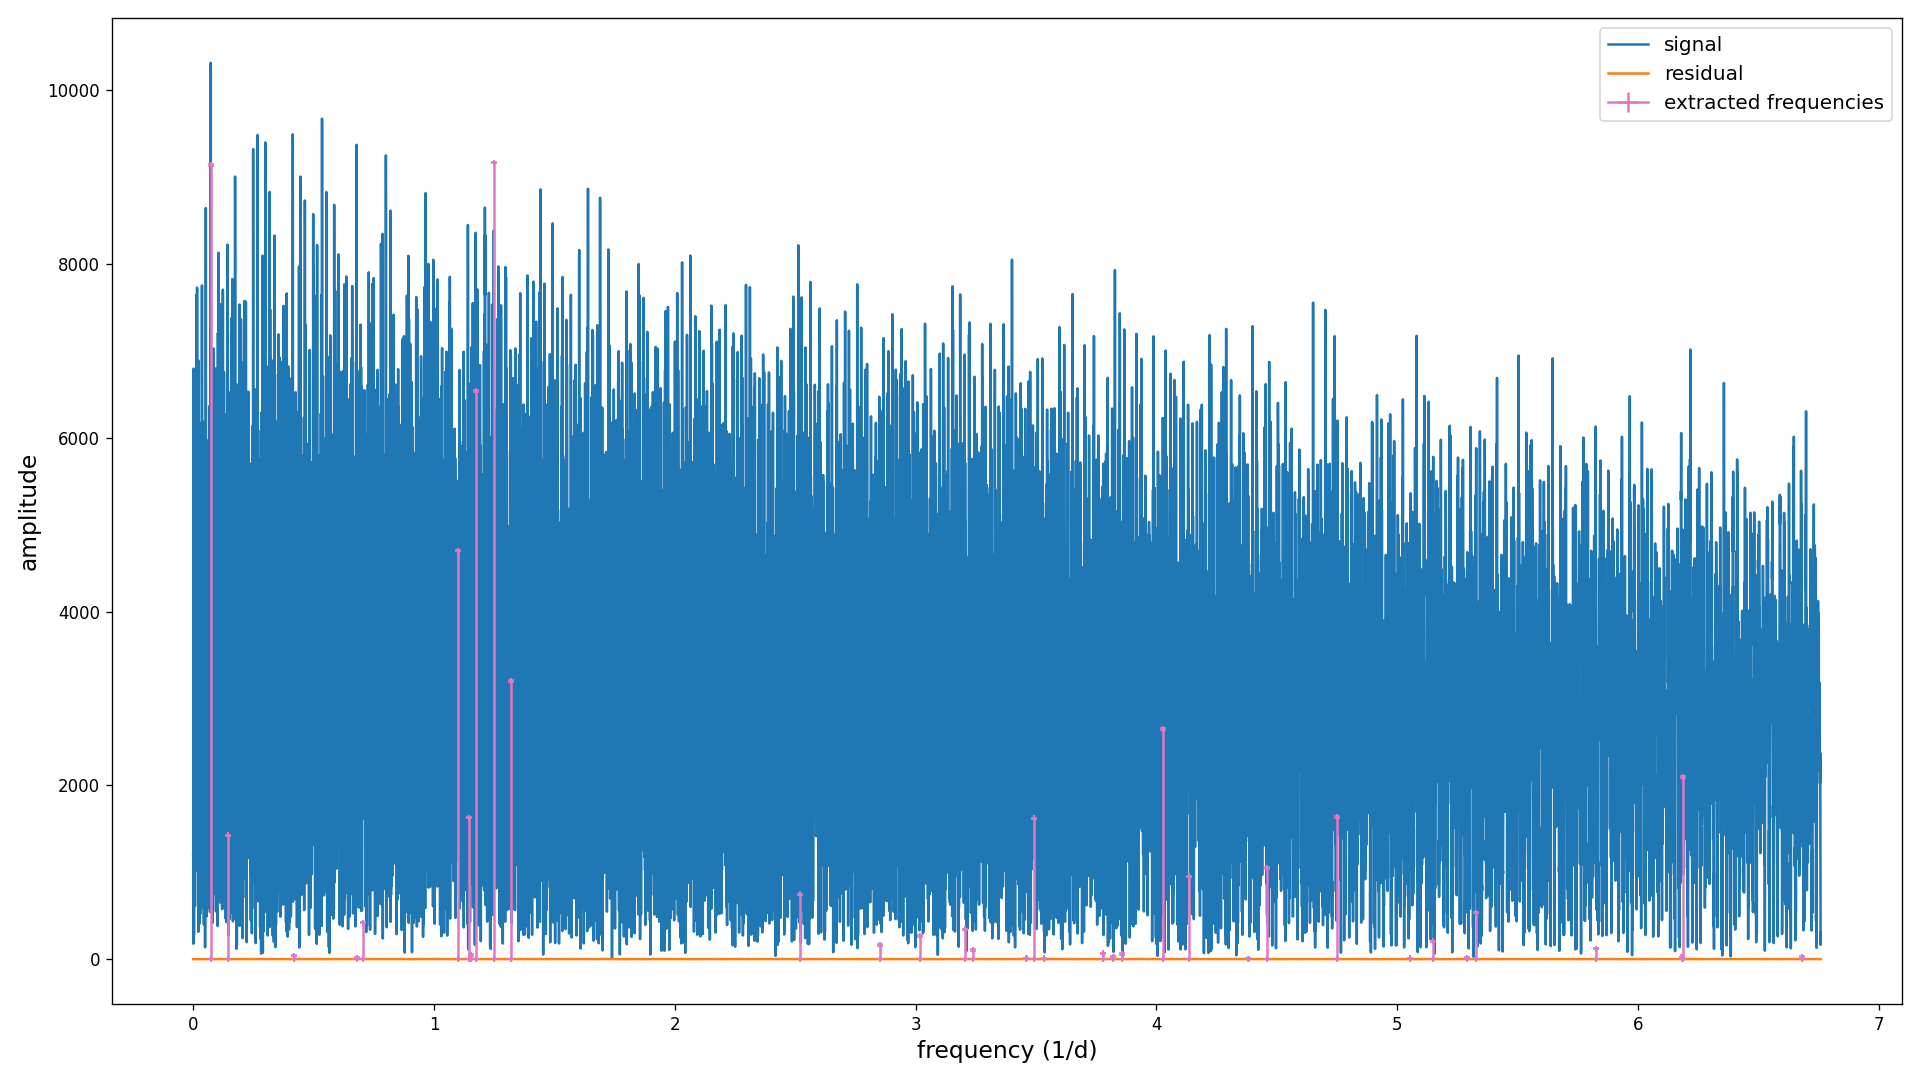 signal
residual
extracted frequencies
amplitude
10000
8000
6000
4000
2000
0
0 1 2 3 4 5 6 7
frequency (1/d)